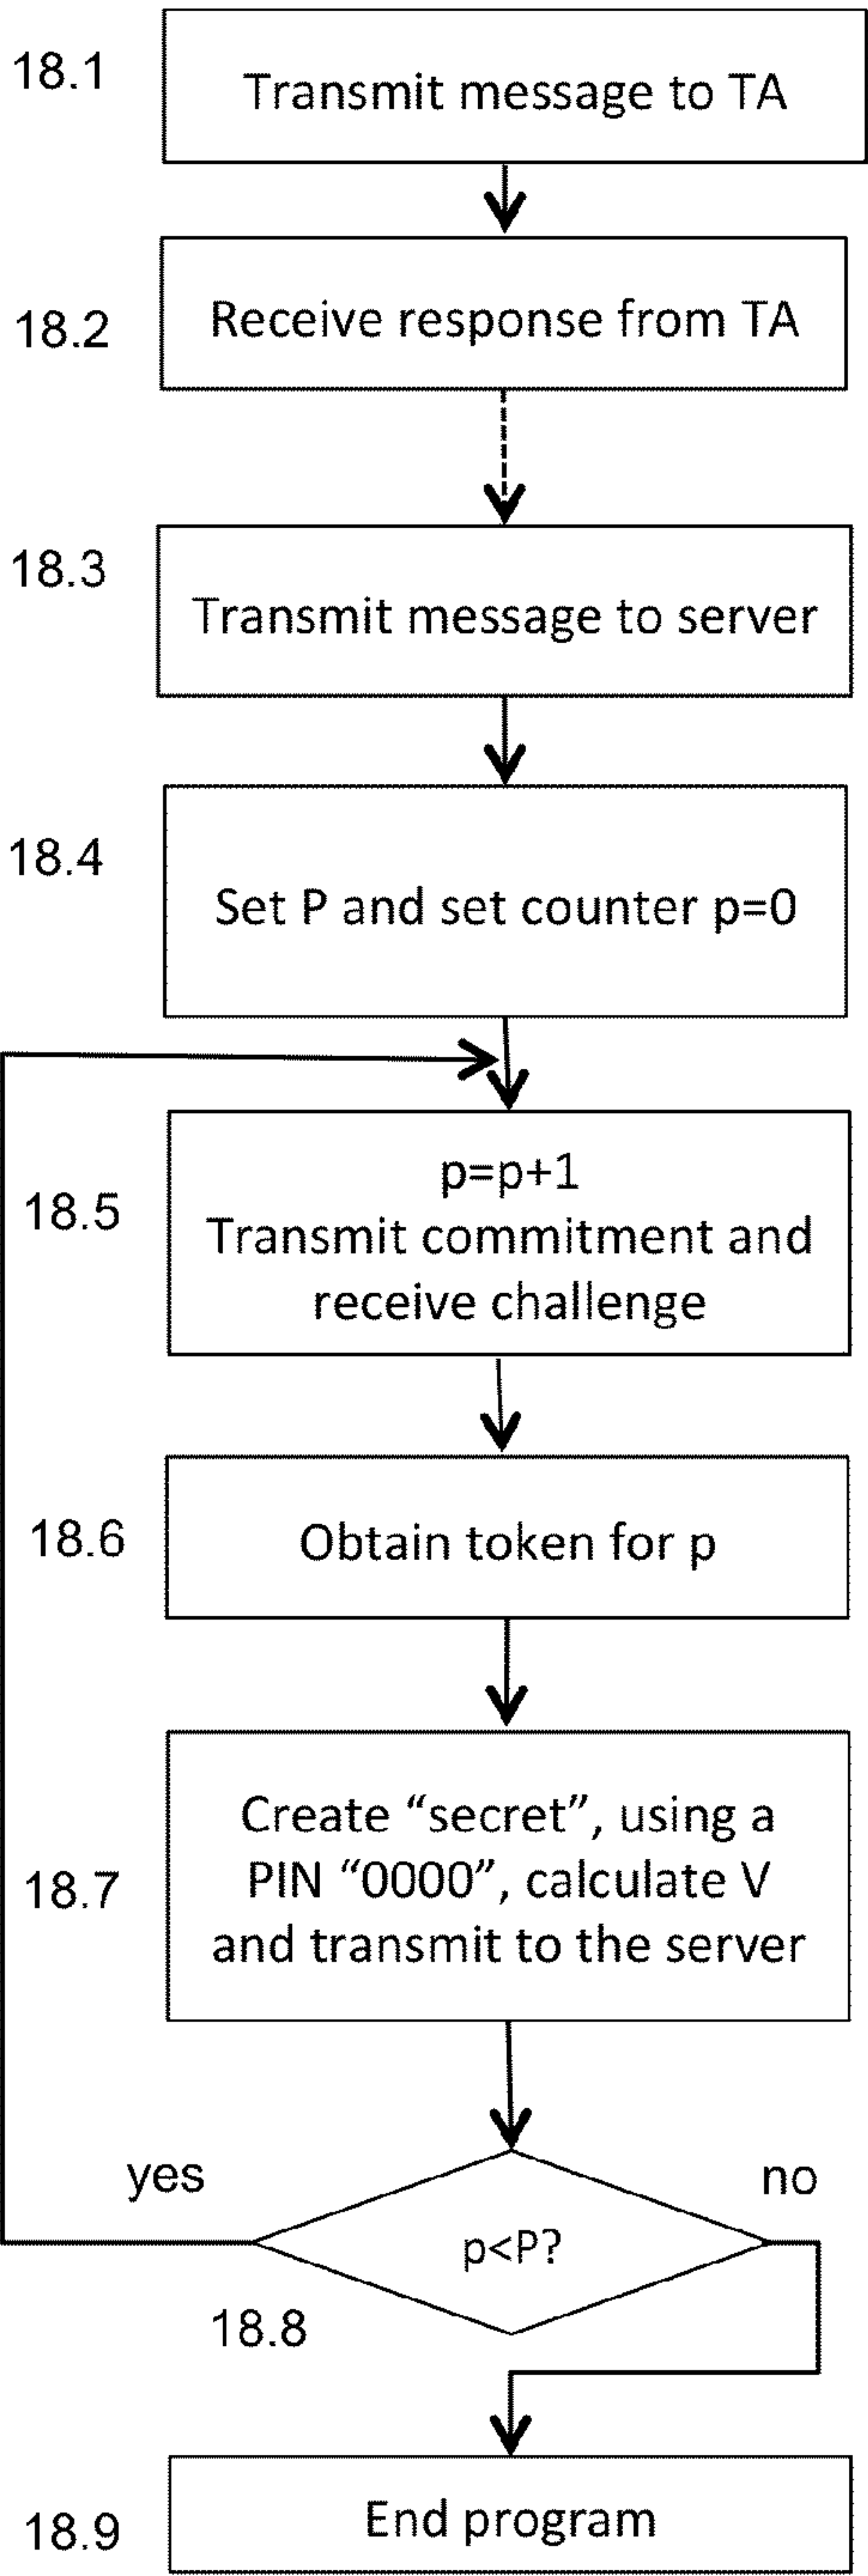 18.1
Transmit message to TA
18.2
Receive response from TA
18.3
Transmit message to server
18.4
Set P and set counter p=0
18.5
p=p+1
Transmit commitment and
receive challenge
18.6
Obtain token for p
18.7
Create “secret”, using a
PIN “0000”, calculate V
and transmit to the server
yes
no
p<P?
18.8
18.9
End program